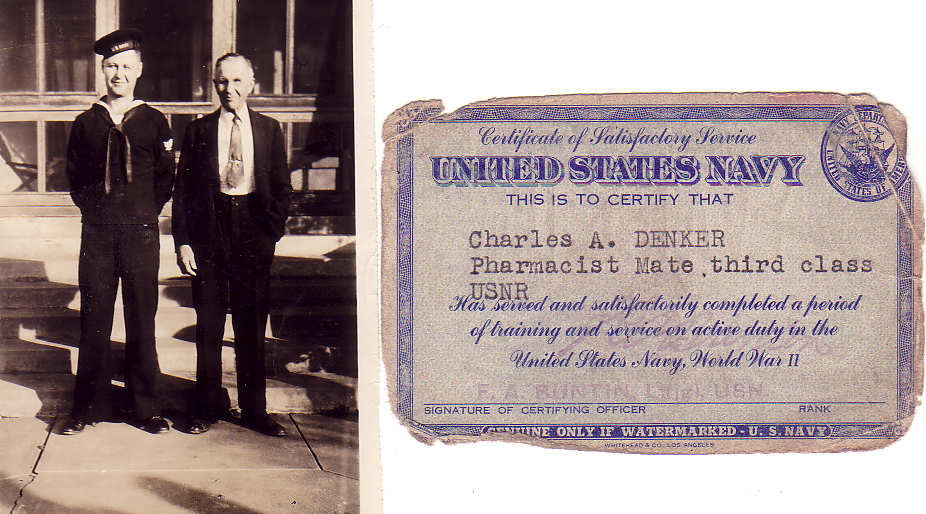 Certificate of Satisfactory Service
UNITED STATES NAVY
THIS IS TO CERTIFY THAT
Charles A. DENKER
Pharmacist Mate, third class
USNR
Has served and satisfactorily completed a period
of training and service on active duty in the
United States Navy, World War II
SIGNATURE OF CERTIFYING OFFICER RANK
GENUINE ONLY IF WATERMARKED - U. S. NAVY
WHITEHEAD & CO. LOS ANGELES